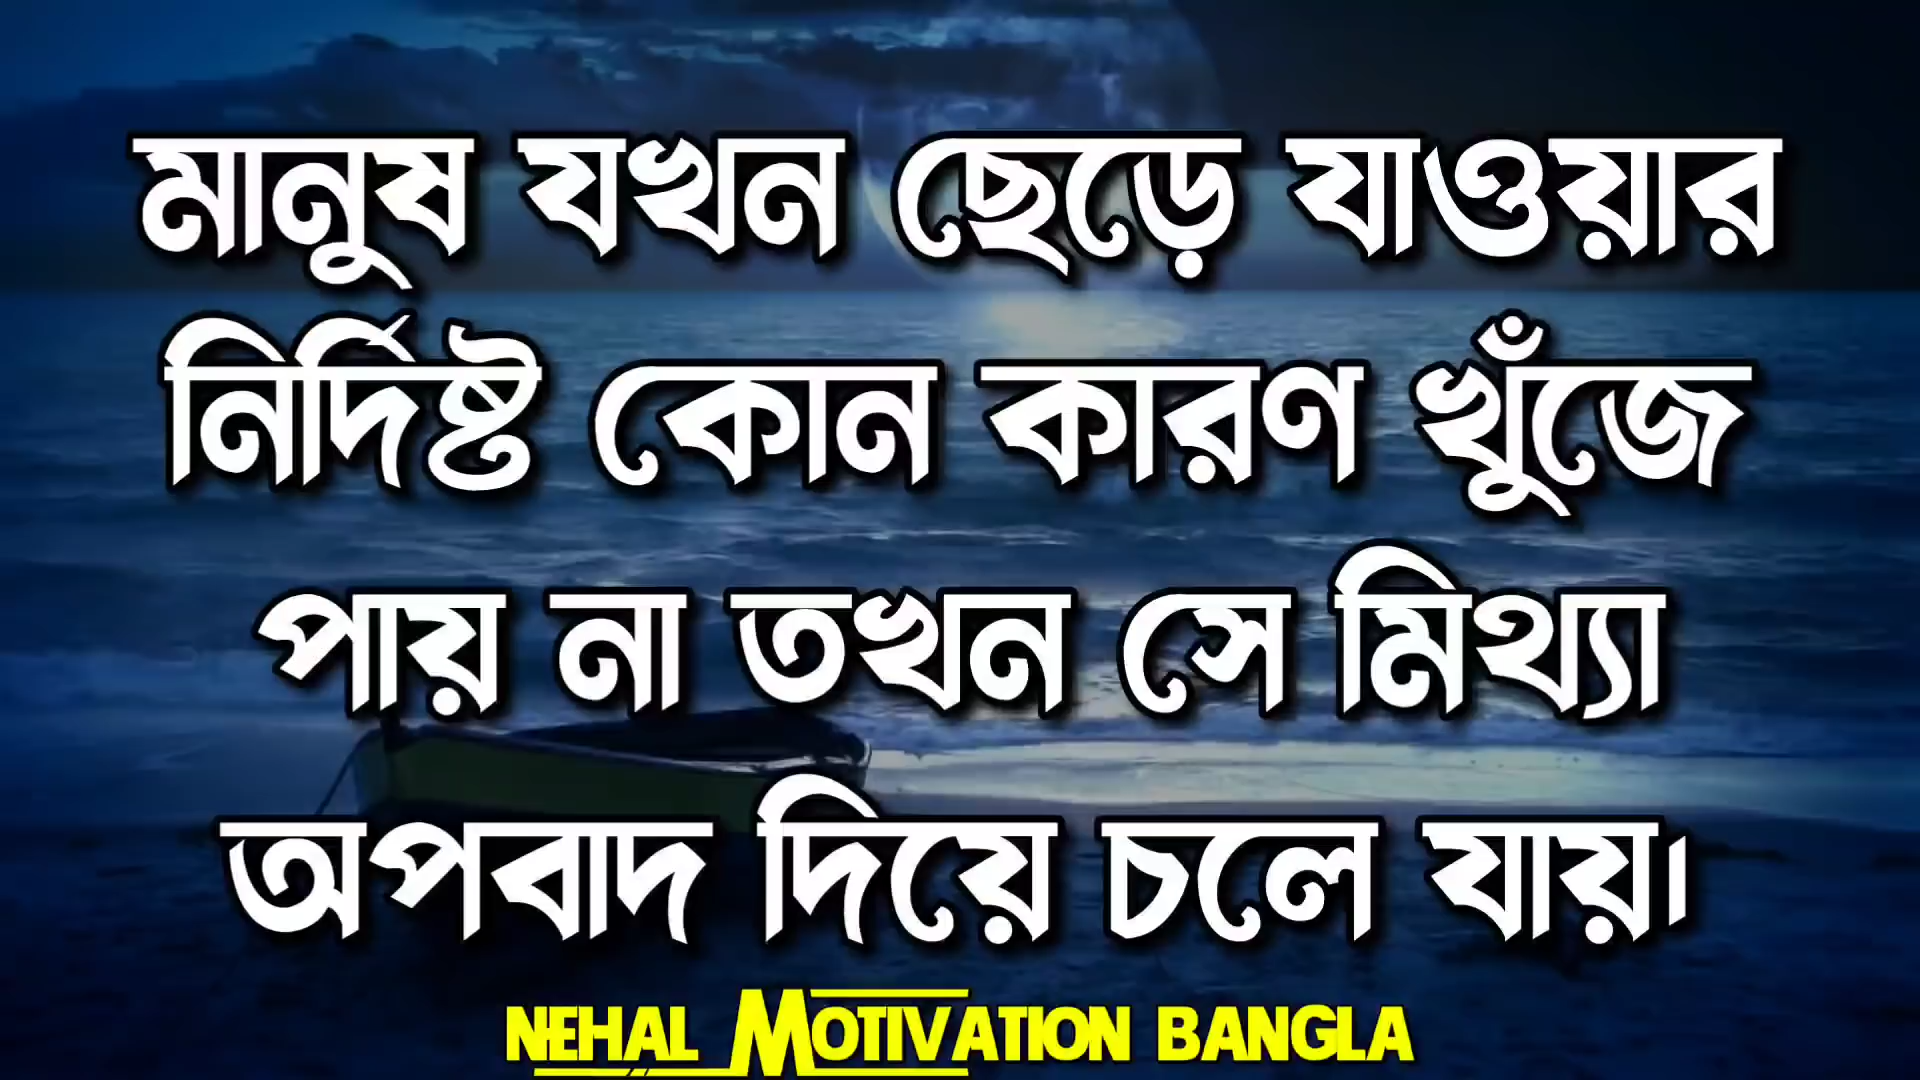 মানুষ যখন ছেড়ে যাওয়ার
নির্দিষ্ট কোন কারণ খুঁজে
পায় না তখন সে মিথ্যা
অপবাদ দিয়ে চলে যায়।
NEHAL MOTIVATION BANGLA